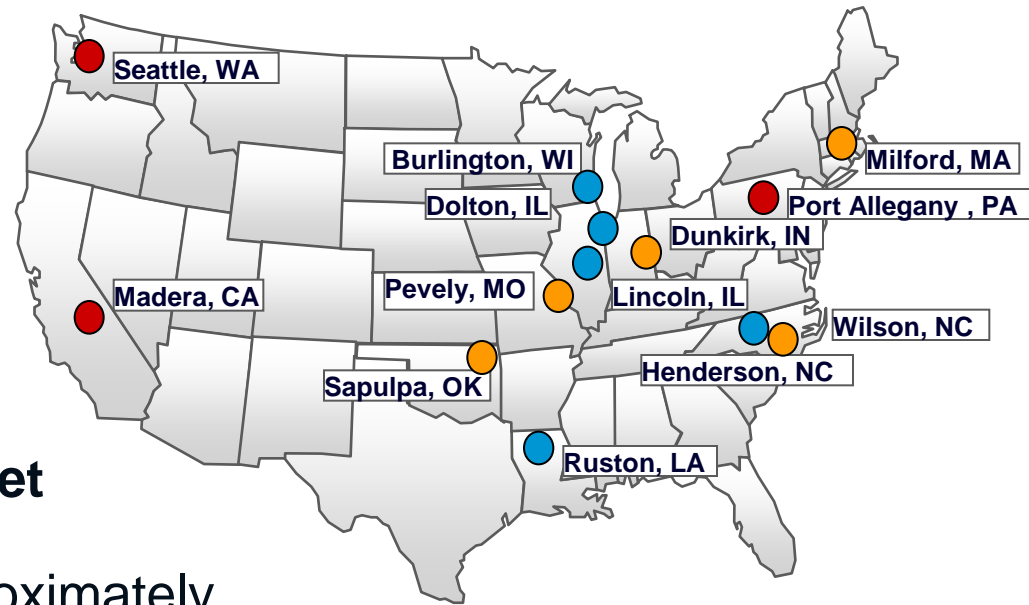 Seattle, WA
Burlington, WI
Milford, MA
Dolton, IL
Port Allegany , PA
Dunkirk, IN
Madera, CA
Pevely, MO
Lincoln, IL
Wilson, NC
Henderson, NC
Sapulpa, OK
Ruston, LA